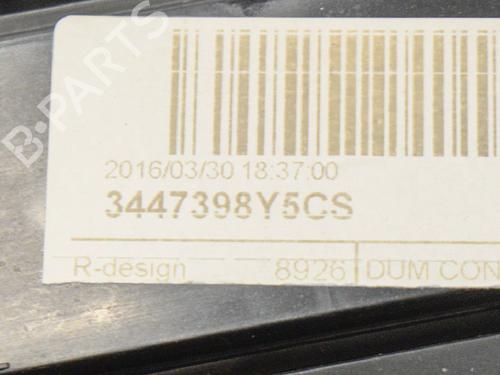 B-PARTS
2016/03/30 18:37:00
3447398Y5CS
R-design 8926 DUM CON